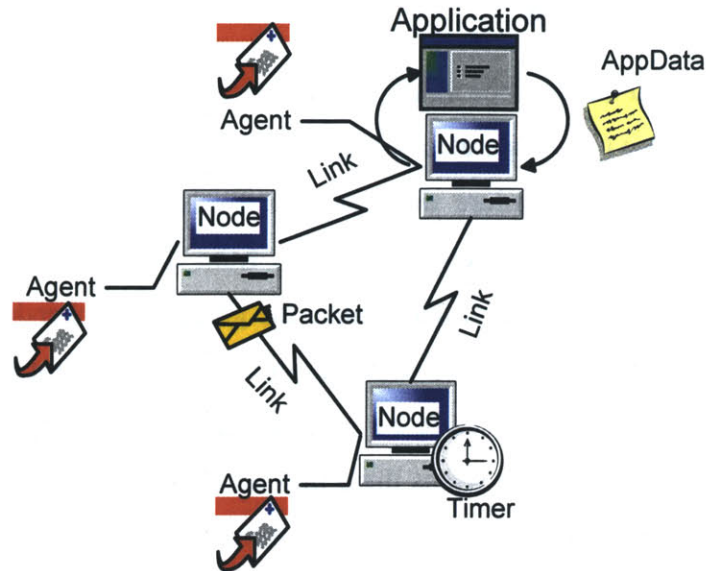 Application
AppData
Agent
Node
Link
Node
Agent
Packet
Link
Link
Node
Agent
Timer